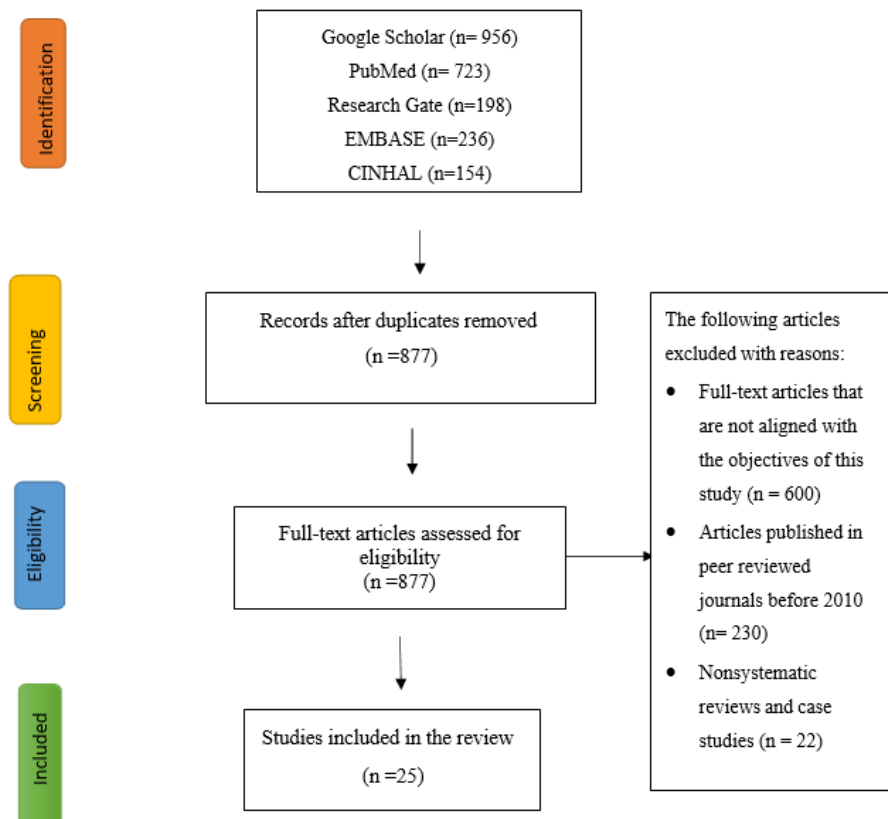 Identification
Google Scholar (n= 956)
PubMed (n= 723)
Research Gate (n=198)
EMBASE (n=236)
CINHAL (n=154)
Screening
Records after duplicates removed
(n =877)
Eligibility
Full-text articles assessed for
eligibility
(n =877)
The following articles
excluded with reasons:
● Full-text articles that
are not aligned with
the objectives of this
study (n = 600)
● Articles published in
peer reviewed
journals before 2010
(n= 230)
● Nonsystematic
reviews and case
studies (n = 22)
Included
Studies included in the review
(n =25)